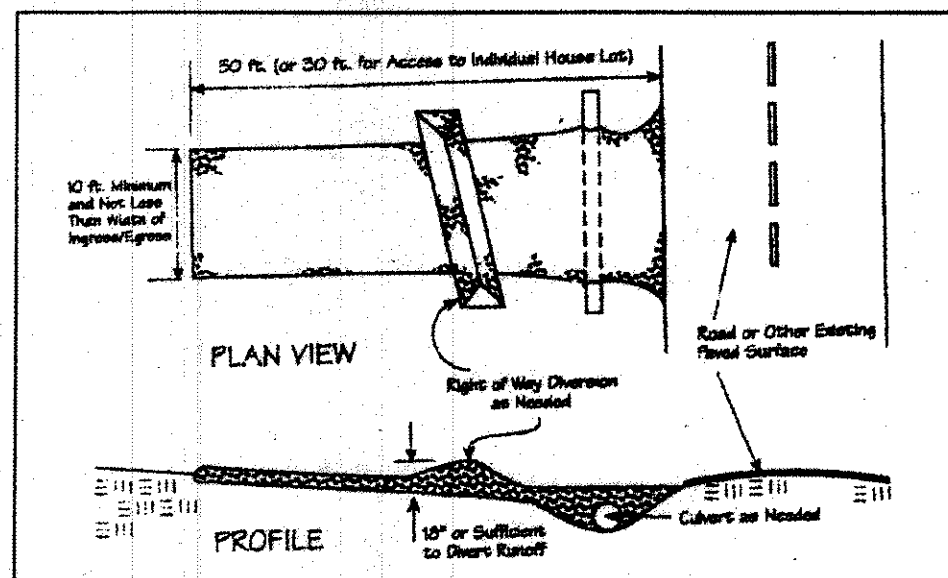 50 ft. (or 30 ft. for Access to Individual House Lot)
10 ft. Minimum
and Not Less
Than Width of
Ingress/Egress
PLAN VIEW
Right of Way Diversion
as Needed
Road or Other Existing
Paved Surface
18" or Sufficient
to Divert Runoff
Culvert as Needed
PROFILE